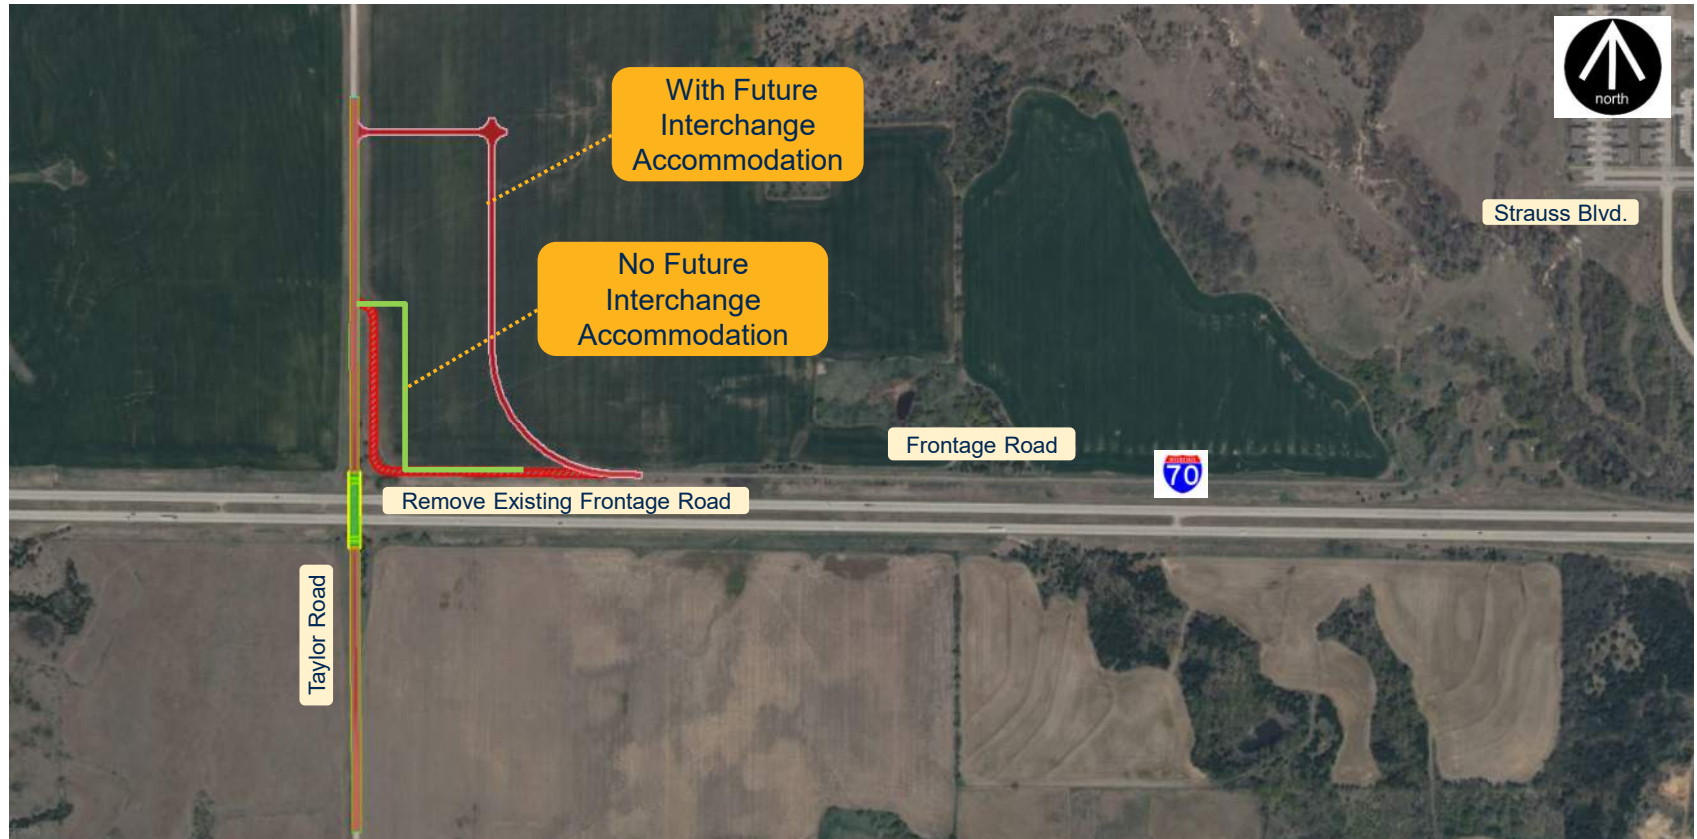 With Future
Interchange
Accommodation
north
Strauss Blvd.
No Future
Interchange
Accommodation
Frontage Road
70
Remove Existing Frontage Road
Taylor Road